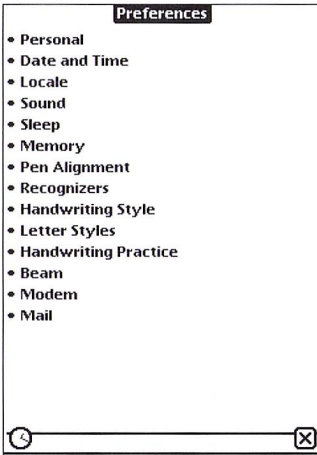 Preferences
• Personal
• Date and Time
• Locale
• Sound
• Sleep
• Memory
• Pen Alignment
• Recognizers
• Handwriting Style
• Letter Styles
• Handwriting Practice
• Beam
• Modem
• Mail